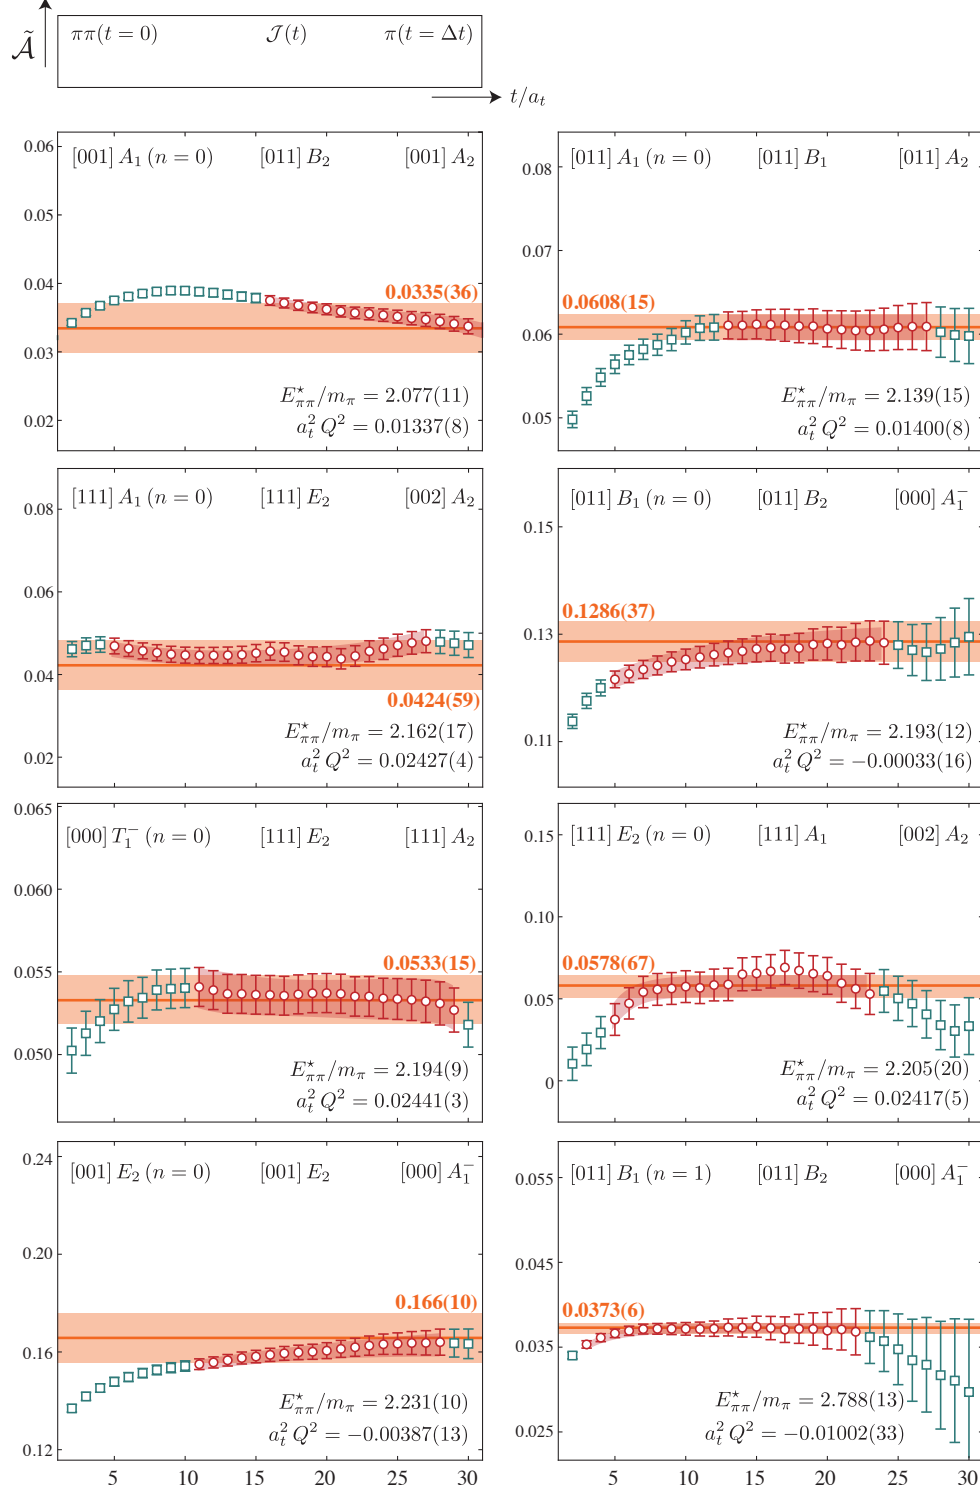 ππ(t = 0) 𝒥(t) π(t = Δt)
𝒜̃
t/a_t
[001] A₁ (n = 0) [011] B₂ [001] A₂
0.06
0.05
0.04
0.03
0.02
0.0335(36)
E⋆_ππ/m_π = 2.077(11)
a_t² Q² = 0.01337(8)
[011] A₁ (n = 0) [011] B₁ [011] A₂
0.08
0.07
0.06
0.05
0.0608(15)
E⋆_ππ/m_π = 2.139(15)
a_t² Q² = 0.01400(8)
[111] A₁ (n = 0) [111] E₂ [002] A₂
0.08
0.06
0.04
0.02
0.0424(59)
E⋆_ππ/m_π = 2.162(17)
a_t² Q² = 0.02427(4)
[011] B₁ (n = 0) [011] B₂ [000] A₁⁻
0.15
0.13
0.11
0.1286(37)
E⋆_ππ/m_π = 2.193(12)
a_t² Q² = −0.00033(16)
[000] T₁⁻ (n = 0) [111] E₂ [111] A₂
0.065
0.060
0.055
0.050
0.0533(15)
E⋆_ππ/m_π = 2.194(9)
a_t² Q² = 0.02441(3)
[111] E₂ (n = 0) [111] A₁ [002] A₂
0.15
0.10
0.05
0
0.0578(67)
E⋆_ππ/m_π = 2.205(20)
a_t² Q² = 0.02417(5)
[001] E₂ (n = 0) [001] E₂ [000] A₁⁻
0.24
0.20
0.16
0.12
0.166(10)
E⋆_ππ/m_π = 2.231(10)
a_t² Q² = −0.00387(13)
5 10 15 20 25 30
[011] B₁ (n = 1) [011] B₂ [000] A₁⁻
0.055
0.045
0.035
0.025
0.0373(6)
E⋆_ππ/m_π = 2.788(13)
a_t² Q² = −0.01002(33)
5 10 15 20 25 30